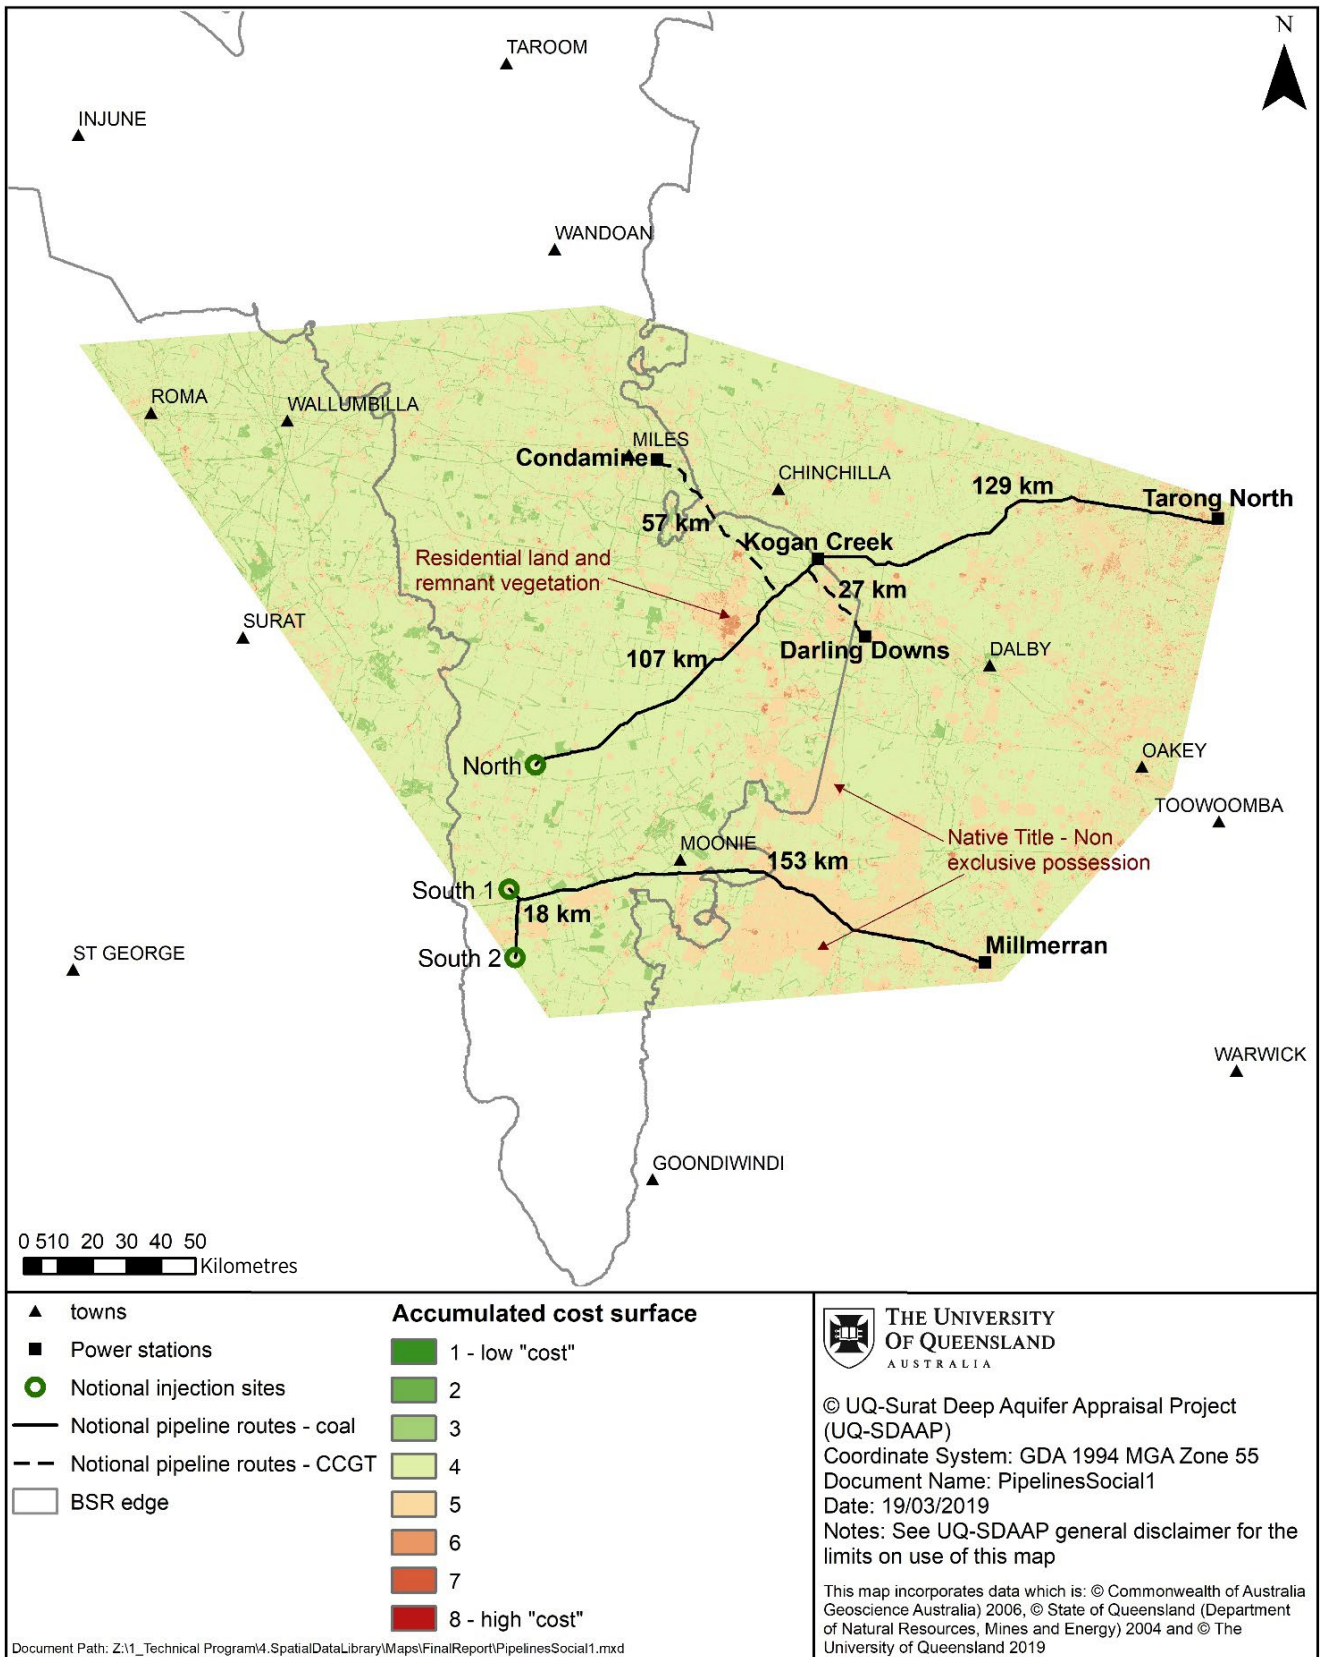 N
TAROOM
INJUNE
WANDOAN
ROMA
WALLUMBILLA
MILES
Condamine
CHINCHILLA
129 km
Tarong North
57 km
Kogan Creek
Residential land and
remnant vegetation
27 km
SURAT
Darling Downs
DALBY
107 km
OAKEY
North
TOOWOOMBA
MOONIE
Native Title - Non
exclusive possession
153 km
South 1
18 km
Millmerran
ST GEORGE
South 2
WARWICK
GOONDIWINDI
0 510 20 30 40 50
Kilometres
towns
Power stations
Notional injection sites
Notional pipeline routes - coal
Notional pipeline routes - CCGT
BSR edge
Accumulated cost surface
1 - low "cost"
2
3
4
5
6
7
8 - high "cost"
Document Path: Z:\1_Technical Program\4.SpatialDataLibrary\Maps\FinalReport\PipelinesSocial1.mxd
THE UNIVERSITY
OF QUEENSLAND
AUSTRALIA
© UQ-Surat Deep Aquifer Appraisal Project
(UQ-SDAAP)
Coordinate System: GDA 1994 MGA Zone 55
Document Name: PipelinesSocial1
Date: 19/03/2019
Notes: See UQ-SDAAP general disclaimer for the
limits on use of this map
This map incorporates data which is: © Commonwealth of Australia
Geoscience Australia) 2006, © State of Queensland (Department
of Natural Resources, Mines and Energy) 2004 and © The
University of Queensland 2019